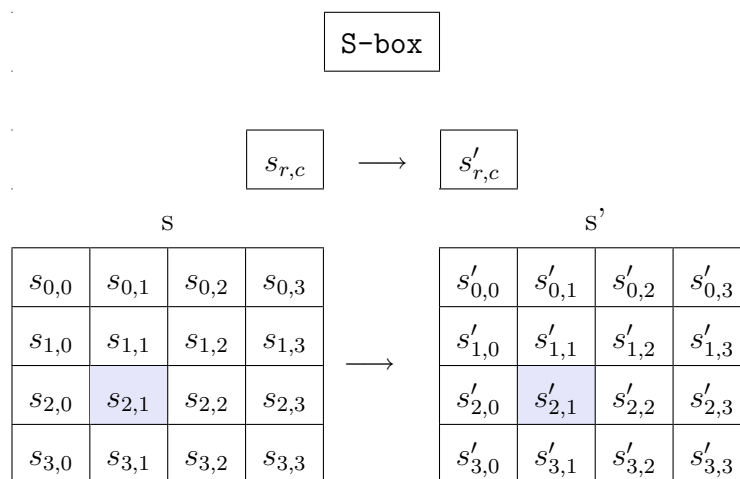 S-box
s_{r,c} ⟶ s'_{r,c}
s s’
s_{0,0} s_{0,1} s_{0,2} s_{0,3} s'_{0,0} s'_{0,1} s'_{0,2} s'_{0,3}
s_{1,0} s_{1,1} s_{1,2} s_{1,3} ⟶ s'_{1,0} s'_{1,1} s'_{1,2} s'_{1,3}
s_{2,0} s_{2,1} s_{2,2} s_{2,3} s'_{2,0} s'_{2,1} s'_{2,2} s'_{2,3}
s_{3,0} s_{3,1} s_{3,2} s_{3,3} s'_{3,0} s'_{3,1} s'_{3,2} s'_{3,3}